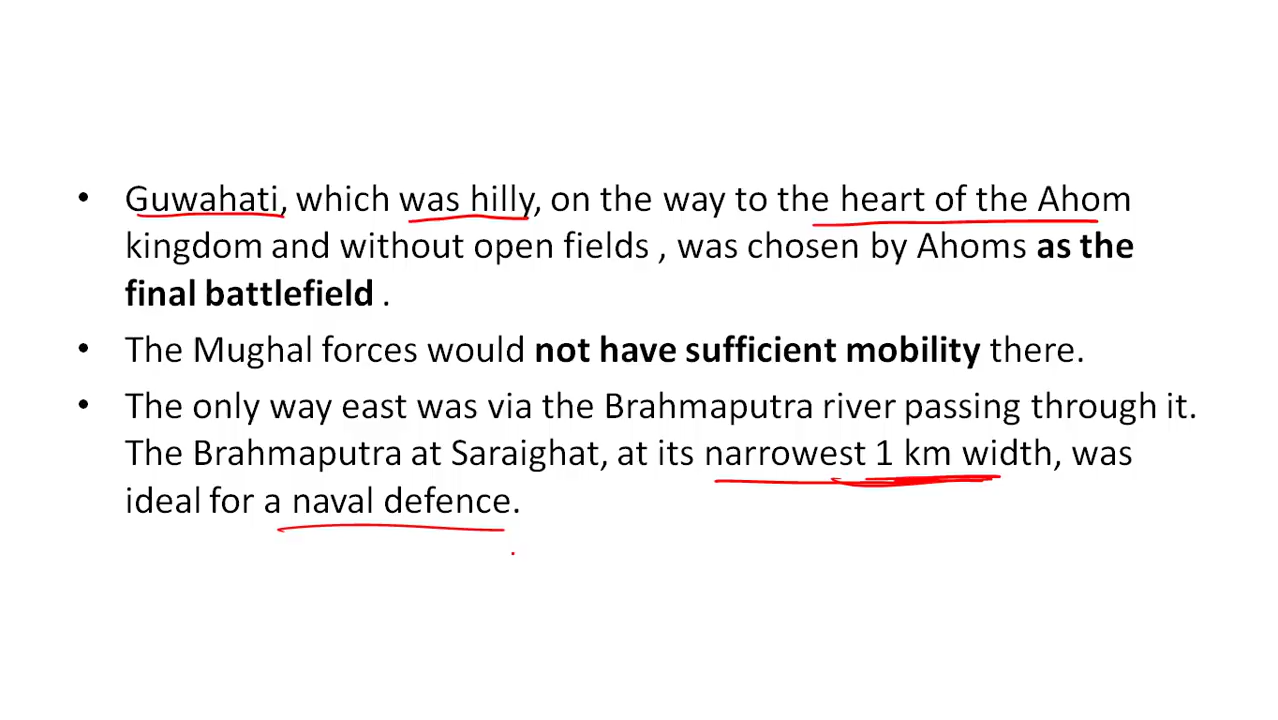 • Guwahati, which was hilly, on the way to the heart of the Ahom
kingdom and without open fields , was chosen by Ahoms as the
final battlefield .
• The Mughal forces would not have sufficient mobility there.
• The only way east was via the Brahmaputra river passing through it.
The Brahmaputra at Saraighat, at its narrowest 1 km width, was
ideal for a naval defence.